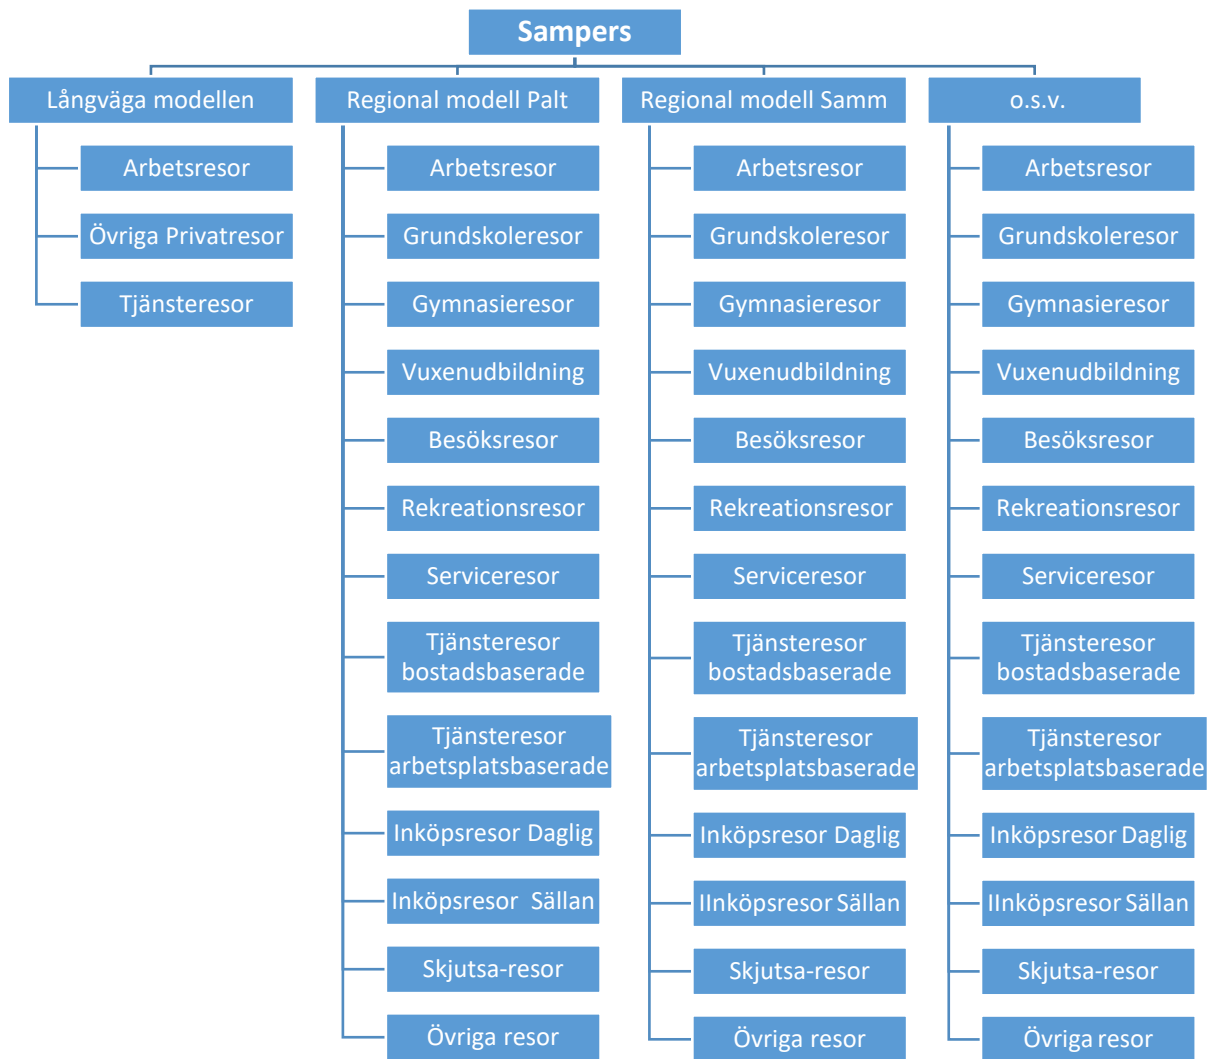 Sampers
Långväga modellen
Arbetsresor
Övriga Privatresor
Tjänsteresor
Regional modell Palt
Arbetsresor
Grundskoleresor
Gymnasieresor
Vuxenudbildning
Besöksresor
Rekreationsresor
Serviceresor
Tjänsteresor
bostadsbaserade
Tjänsteresor
arbetsplatsbaserade
Inköpsresor Daglig
Inköpsresor Sällan
Skjutsa-resor
Övriga resor
Regional modell Samm
Arbetsresor
Grundskoleresor
Gymnasieresor
Vuxenudbildning
Besöksresor
Rekreationsresor
Serviceresor
Tjänsteresor
bostadsbaserade
Tjänsteresor
arbetsplatsbaserade
Inköpsresor Daglig
IInköpsresor Sällan
Skjutsa-resor
Övriga resor
o.s.v.
Arbetsresor
Grundskoleresor
Gymnasieresor
Vuxenudbildning
Besöksresor
Rekreationsresor
Serviceresor
Tjänsteresor
bostadsbaserade
Tjänsteresor
arbetsplatsbaserade
Inköpsresor Daglig
IInköpsresor Sällan
Skjutsa-resor
Övriga resor